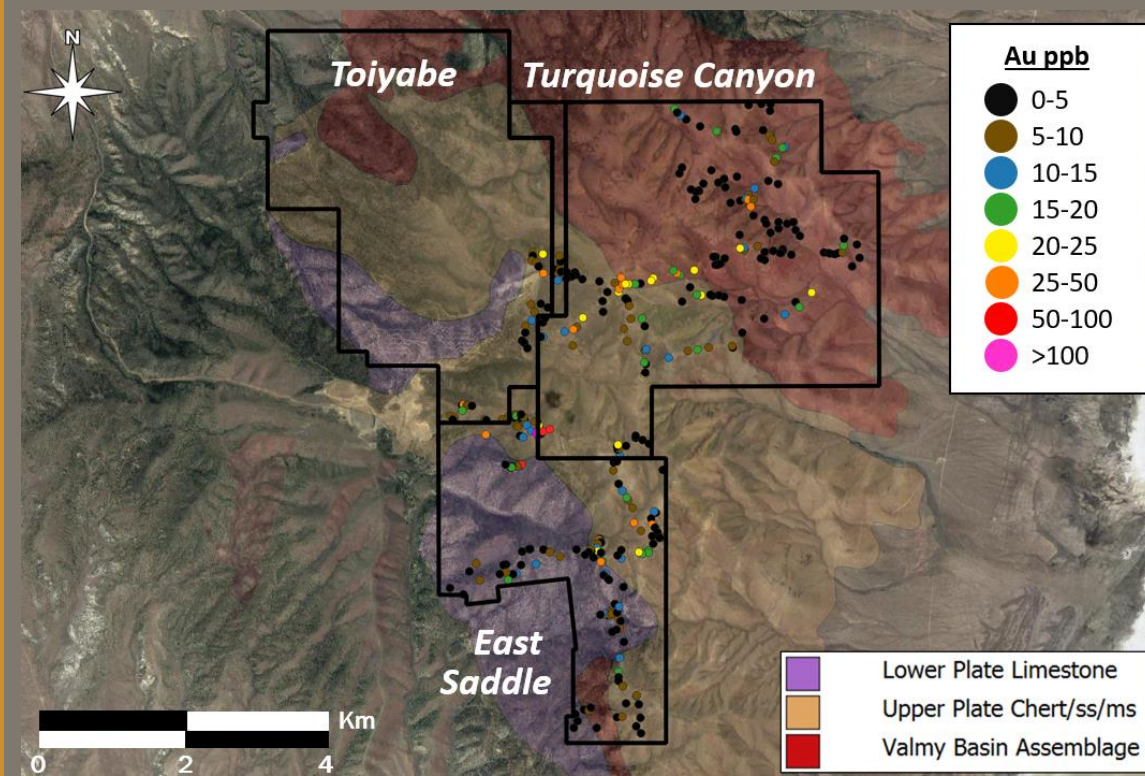 N
Toiyabe
Turquoise Canyon
Au ppb
0-5
5-10
10-15
15-20
20-25
25-50
50-100
>100
East
Saddle
Lower Plate Limestone
Upper Plate Chert/ss/ms
Valmy Basin Assemblage
Km
0 2 4